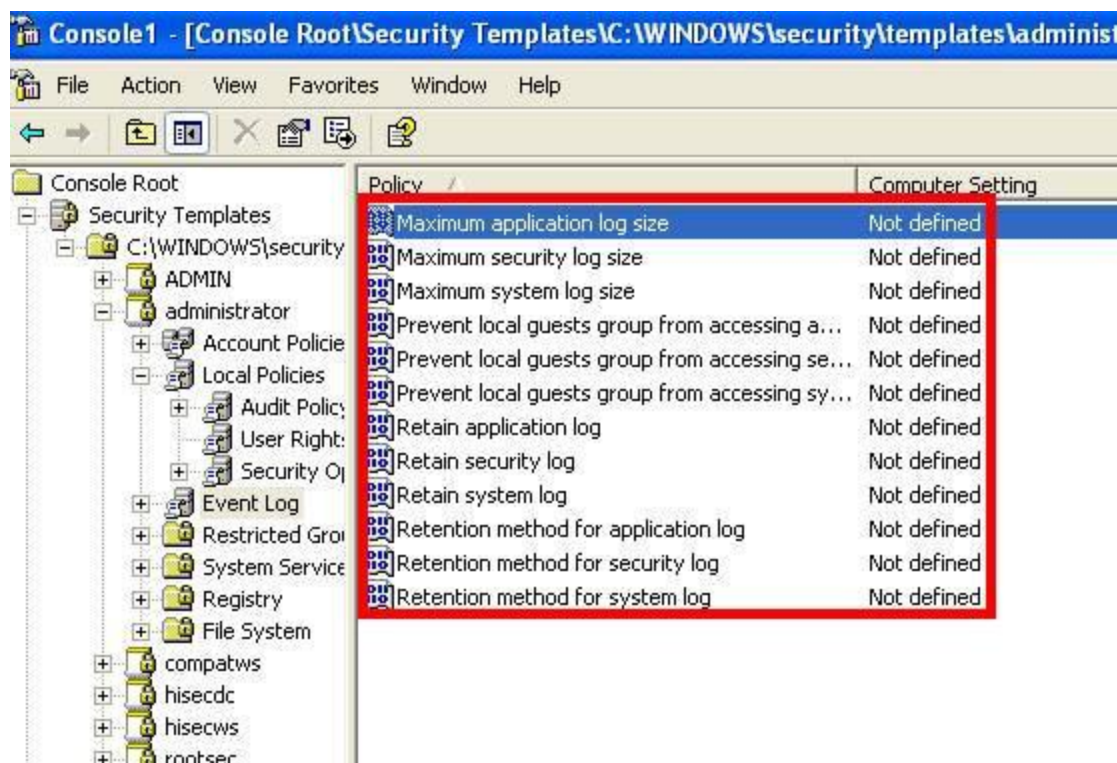 Console1 - [Console Root\Security Templates\C:\WINDOWS\security\templates\administ
File Action View Favorites Window Help
Console Root
Security Templates
C:\WINDOWS\security
ADMIN
administrator
Account Policie
Local Policies
Audit Policy
User Right:
Security Op
Event Log
Restricted Grou
System Service
Registry
File System
compatws
hisecdc
hisecws
rootsec
Policy Computer Setting
Maximum application log size Not defined
Maximum security log size Not defined
Maximum system log size Not defined
Prevent local guests group from accessing a... Not defined
Prevent local guests group from accessing se... Not defined
Prevent local guests group from accessing sy... Not defined
Retain application log Not defined
Retain security log Not defined
Retain system log Not defined
Retention method for application log Not defined
Retention method for security log Not defined
Retention method for system log Not defined